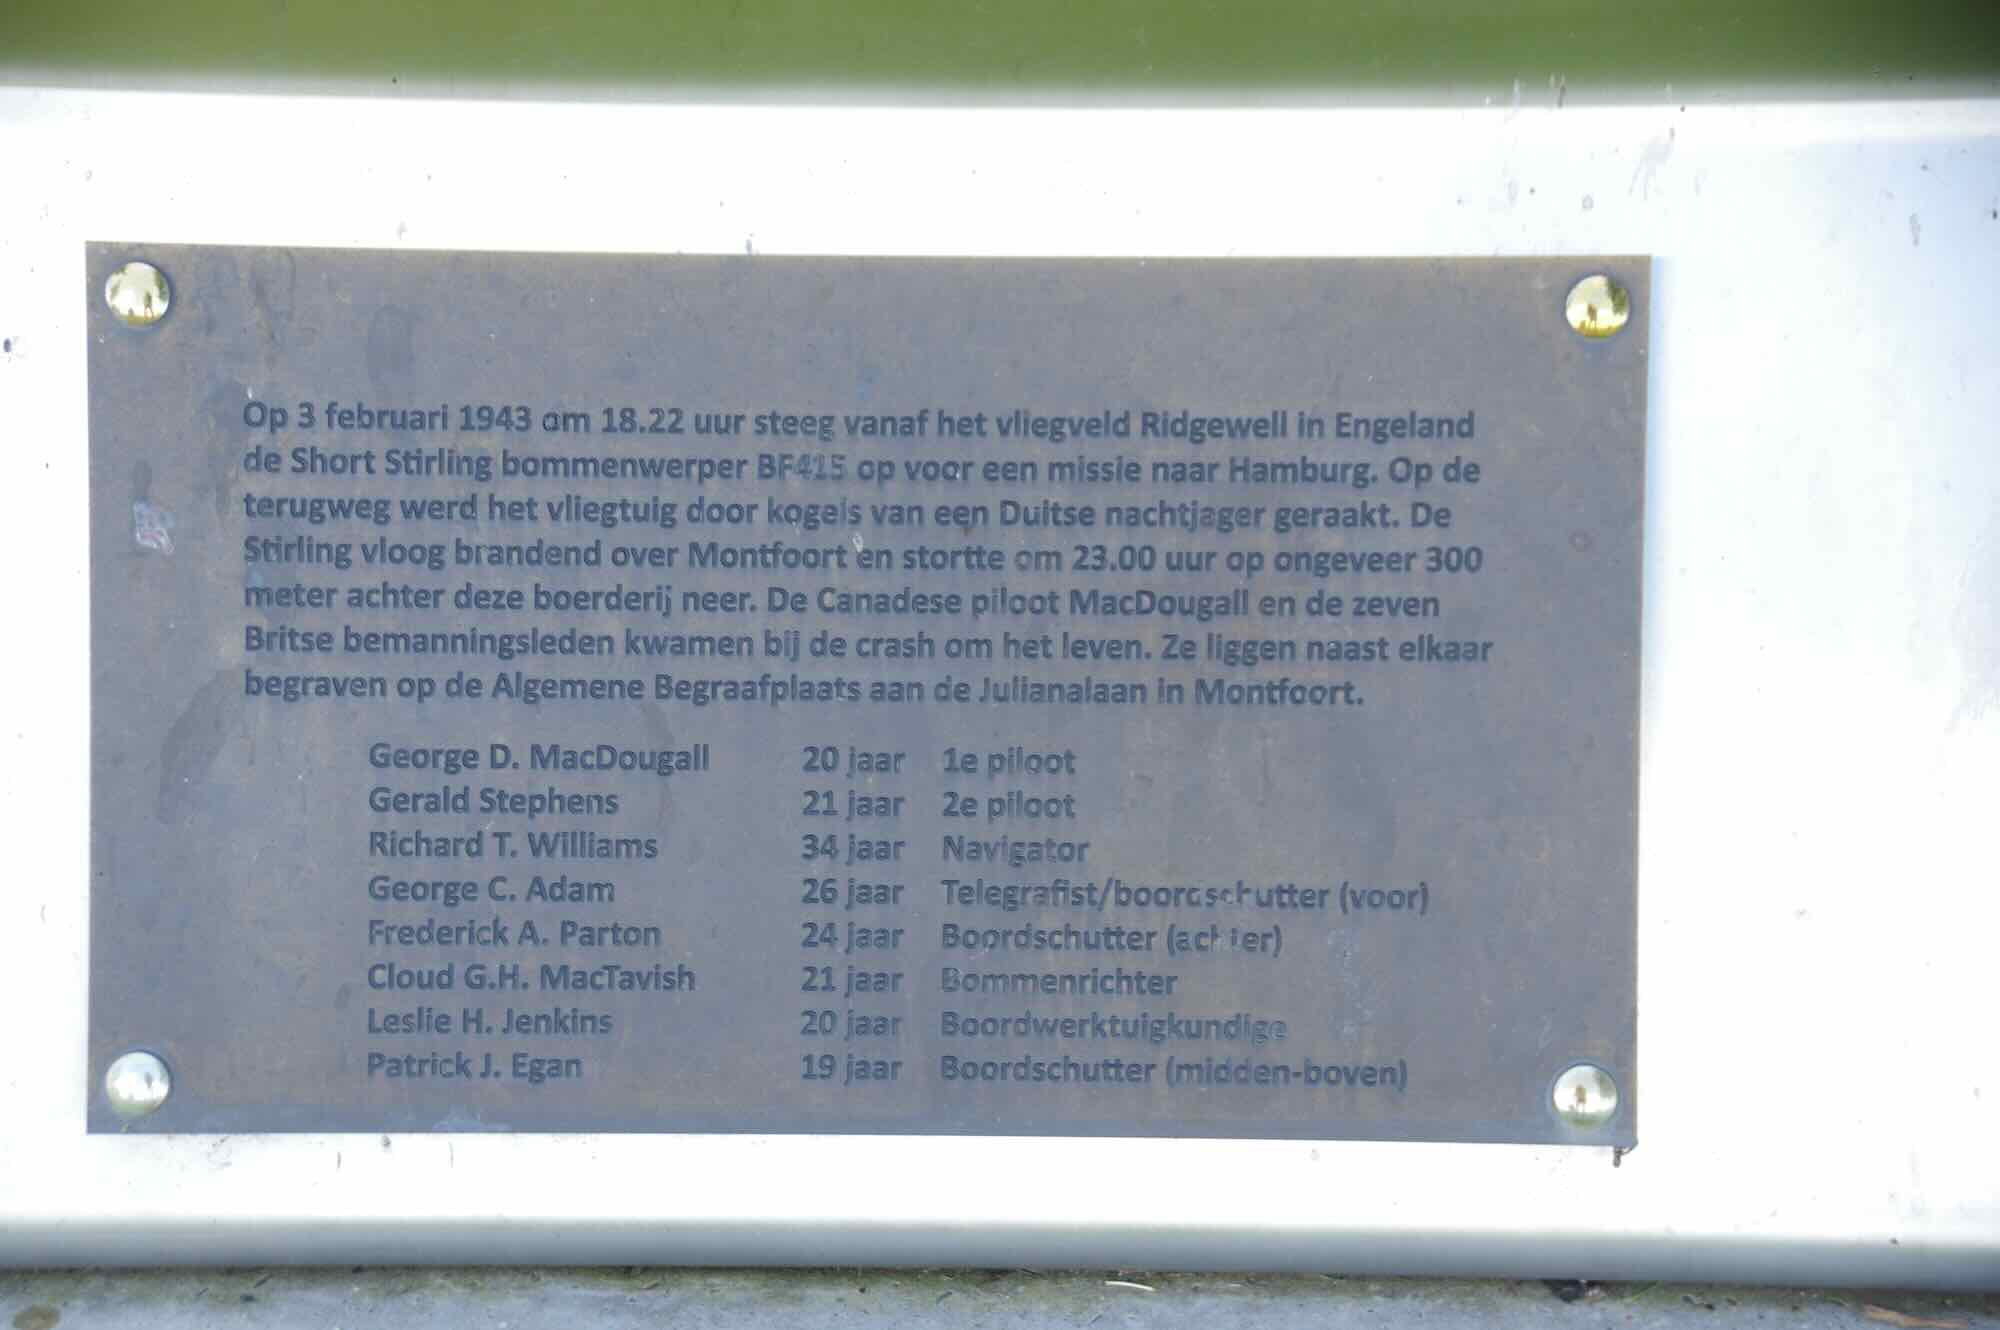 Op 3 februari 1943 om 18.22 uur steeg vanaf het vliegveld Ridgewell in Engeland
de Short Stirling bommenwerper BF415 op voor een missie naar Hamburg. Op de
terugweg werd het vliegtuig door kogels van een Duitse nachtjager geraakt. De
Stirling vloog brandend over Montfoort en stortte om 23.00 uur op ongeveer 300
meter achter deze boerderij neer. De Canadese piloot MacDougall en de zeven
Britse bemanningsleden kwamen bij de crash om het leven. Ze liggen naast elkaar
begraven op de Algemene Begraafplaats aan de Julianalaan in Montfoort.
George D. MacDougall 20 jaar 1e piloot
Gerald Stephens 21 jaar 2e piloot
Richard T. Williams 34 jaar Navigator
George C. Adam 26 jaar Telegrafist/boordschutter (voor)
Frederick A. Parton 24 jaar Boordschutter (achter)
Cloud G.H. MacTavish 21 jaar Bommenrichter
Leslie H. Jenkins 20 jaar Boordwerktuigkundige
Patrick J. Egan 19 jaar Boordschutter (midden-boven)